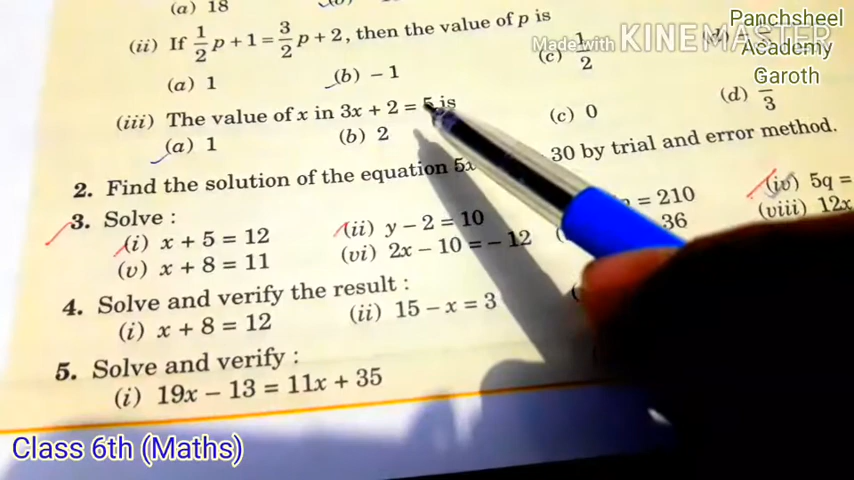 (a) 18
(ii) If 1/2 p + 1 = 3/2 p + 2, then the value of p is
(a) 1 (b) – 1 (c) 1/2
(iii) The value of x in 3x + 2 = 5 is
(a) 1 (b) 2 (c) 0 (d) 3
2. Find the solution of the equation 5x 30 by trial and error method.
3. Solve :
(i) x + 5 = 12 (ii) y – 2 = 10 = 210 (iv) 5q =
(v) x + 8 = 11 (vi) 2x – 10 = – 12 36 (viii) 12x
4. Solve and verify the result :
(i) x + 8 = 12 (ii) 15 – x = 3
5. Solve and verify :
(i) 19x – 13 = 11x + 35
Panchsheel
Academy
Garoth
Made with KINEMASTER
Class 6th (Maths)